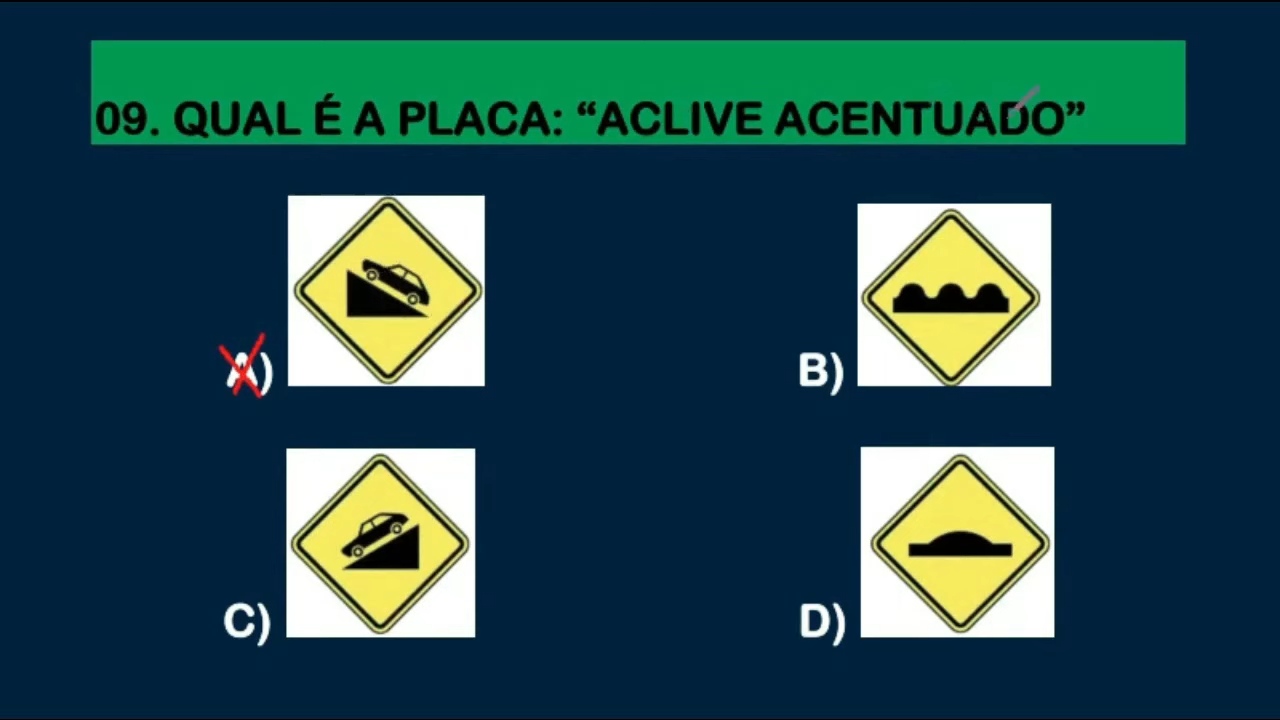 09. QUAL É A PLACA: “ACLIVE ACENTUADO”
A)
B)
C)
D)